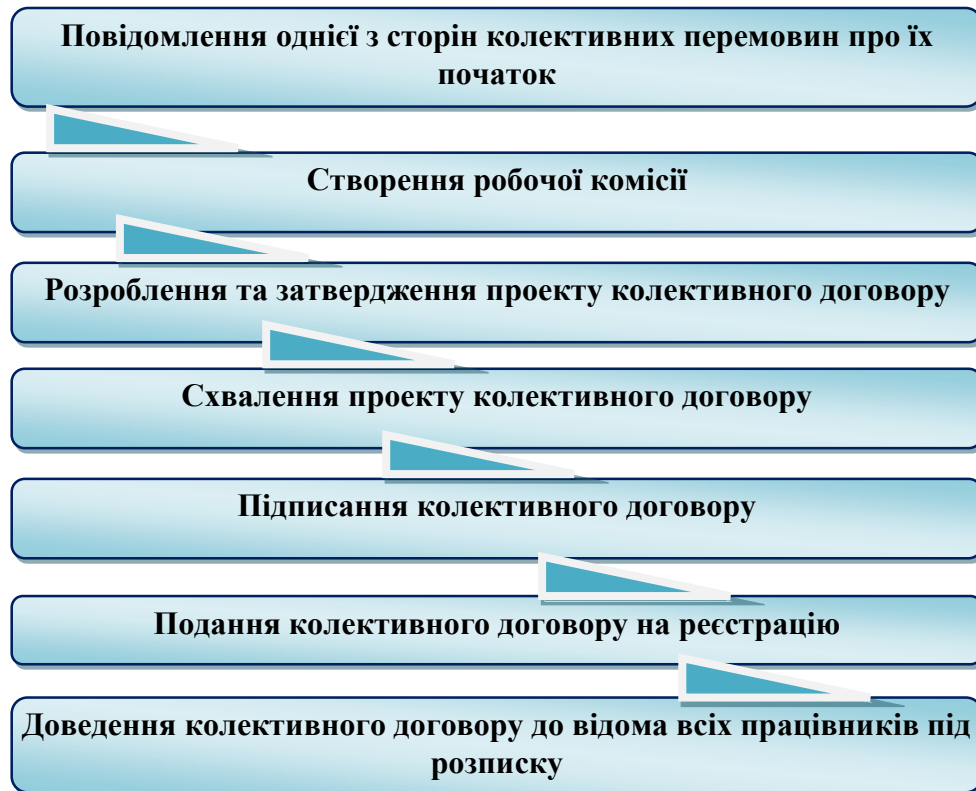 Повідомлення однієї з сторін колективних перемовин про їх
початок
Створення робочої комісії
Розроблення та затвердження проекту колективного договору
Схвалення проекту колективного договору
Підписання колективного договору
Подання колективного договору на реєстрацію
Доведення колективного договору до відома всіх працівників під
розписку